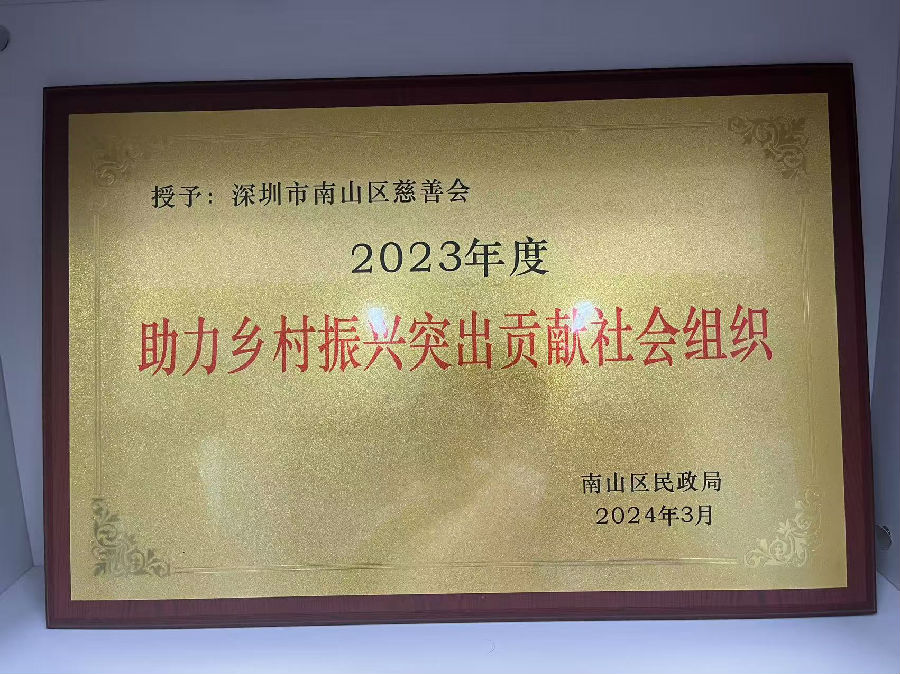 授予：深圳市南山区慈善会
2023年度
助力乡村振兴突出贡献社会组织
南山区民政局
2024年3月